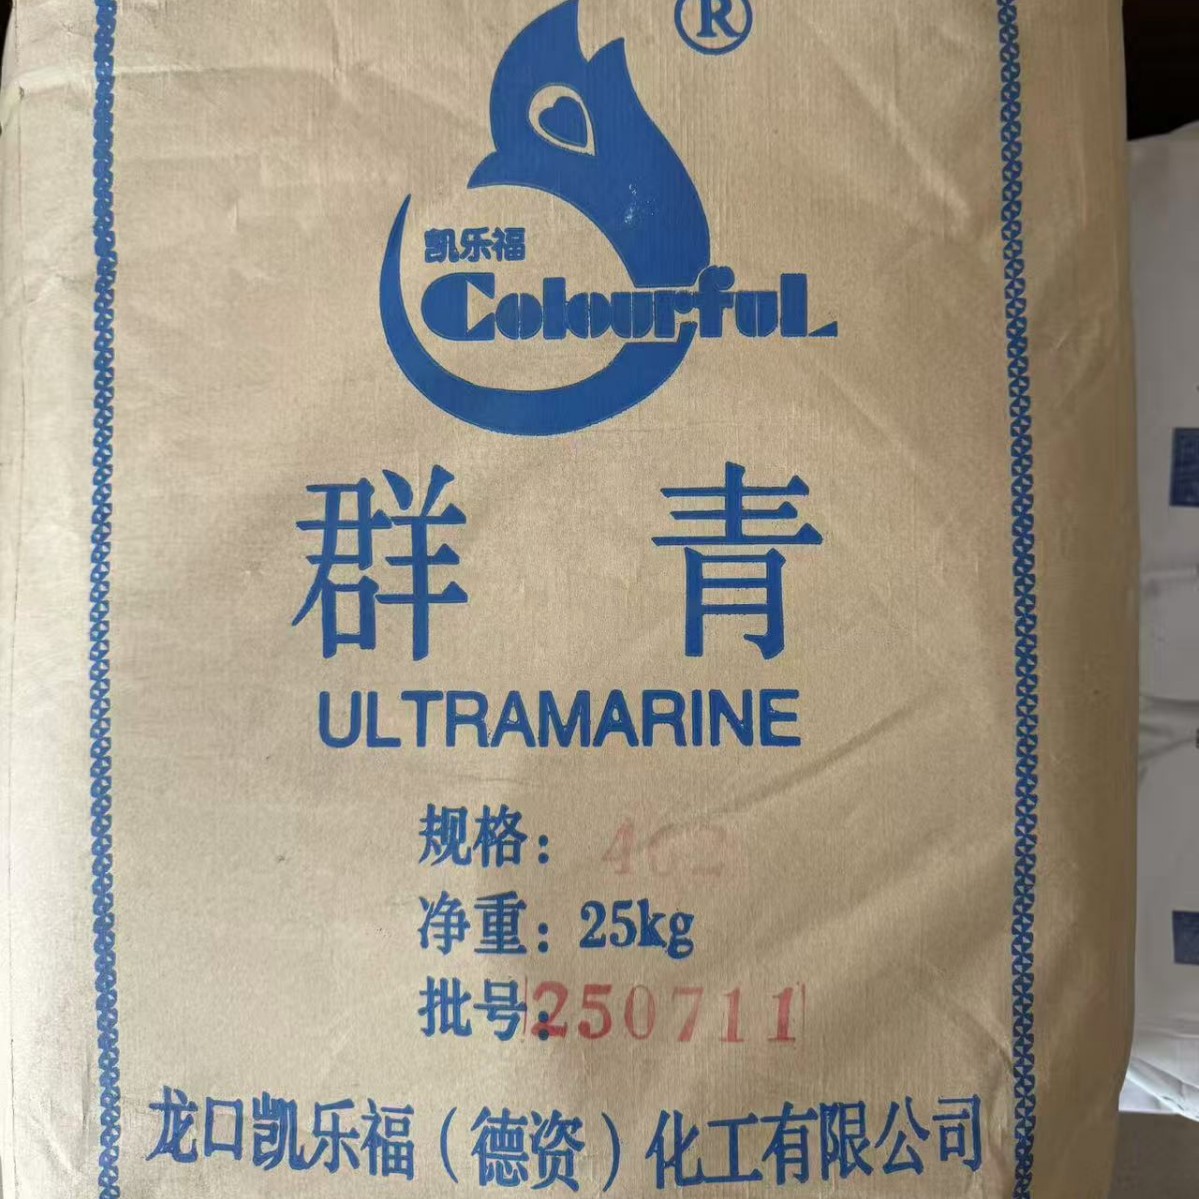 ®
凯乐福
Colourful
群青
ULTRAMARINE
规格: 462
净重: 25kg
批号: 250711
龙口凯乐福(德资)化工有限公司